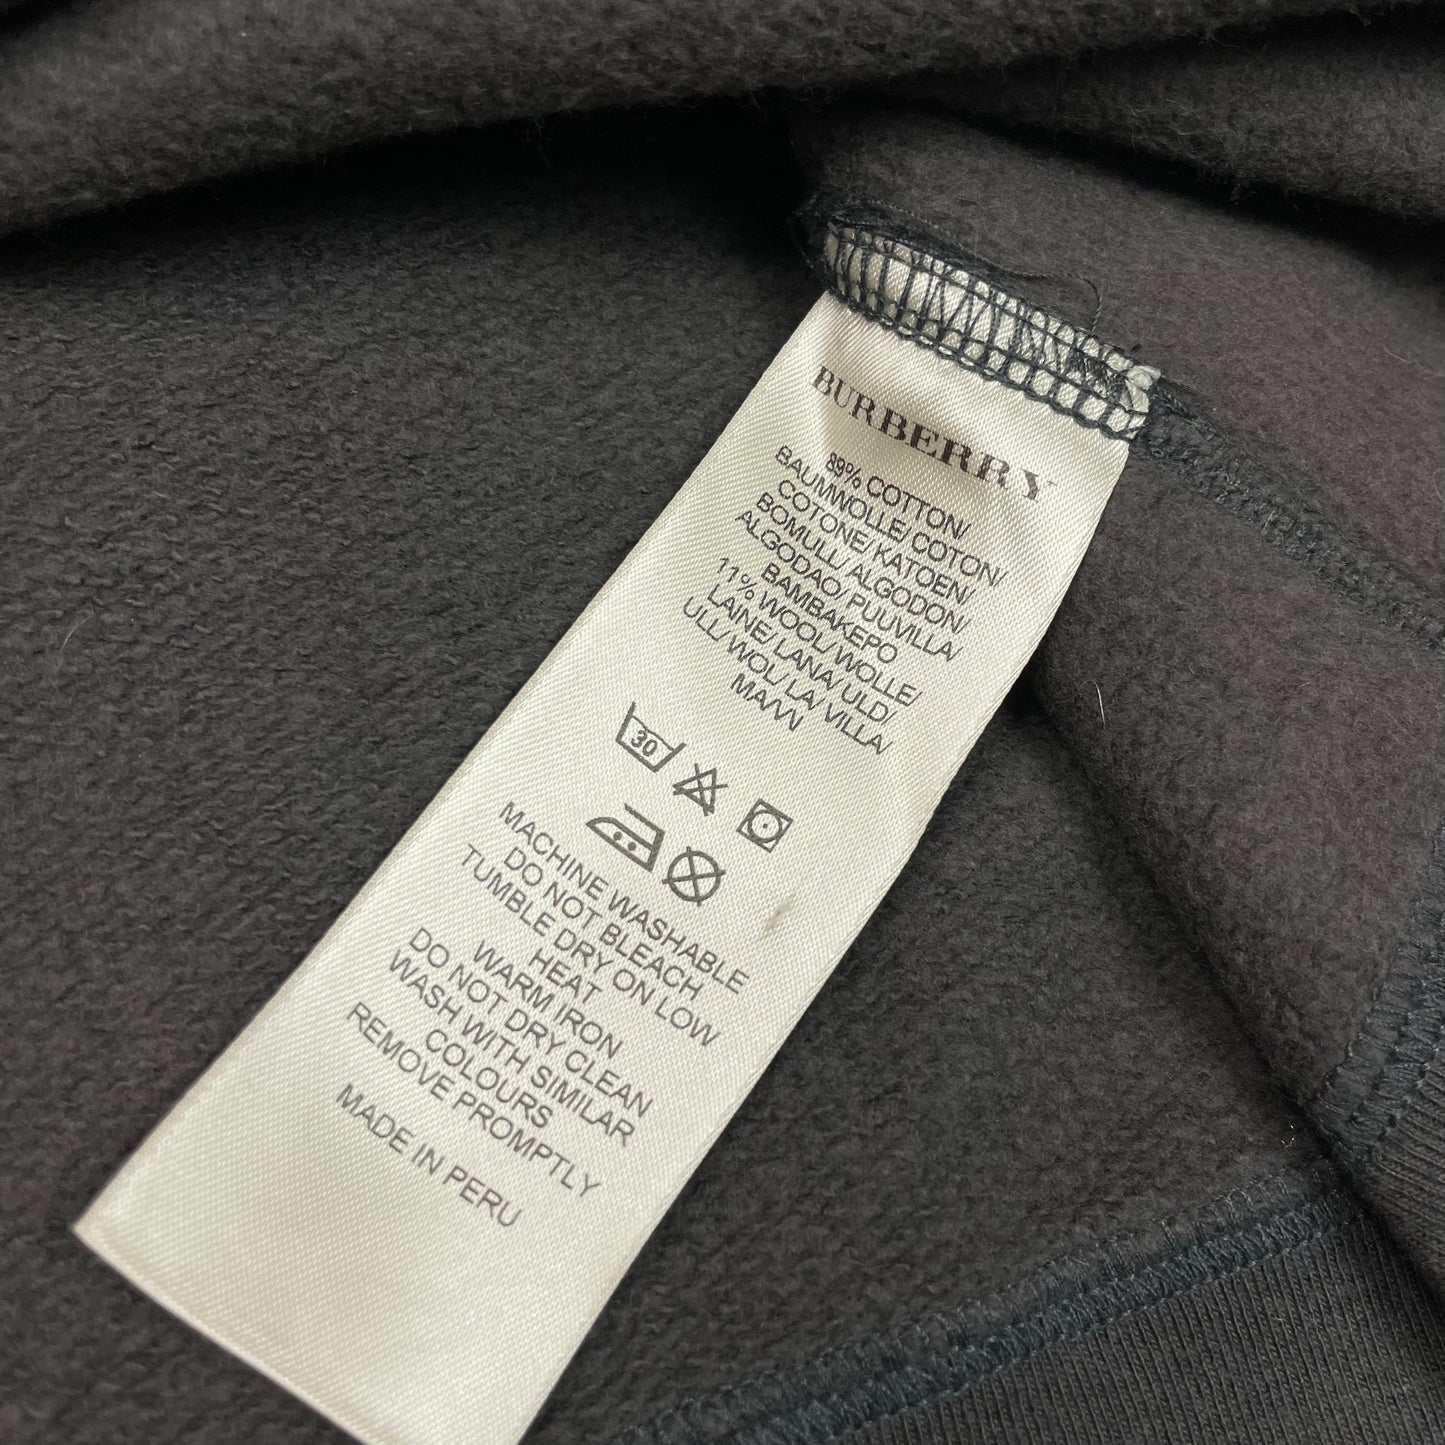 BURBERRY
89% COTTON/
BAUMWOLLE/ COTON/
COTONE/ KATOEN/
BOMULL/ ALGODON/
ALGODAO/ PUUVILLA/
BAMBAKEPO
11% WOOL/ WOLLE/
LAINE/ LANA/ ULD/
ULL/ WOL/ LA/ VILLA/
MA/\/\/I
30
MACHINE WASHABLE
DO NOT BLEACH
TUMBLE DRY ON LOW
HEAT
WARM IRON
DO NOT DRY CLEAN
WASH WITH SIMILAR
COLOURS
REMOVE PROMPTLY
MADE IN PERU